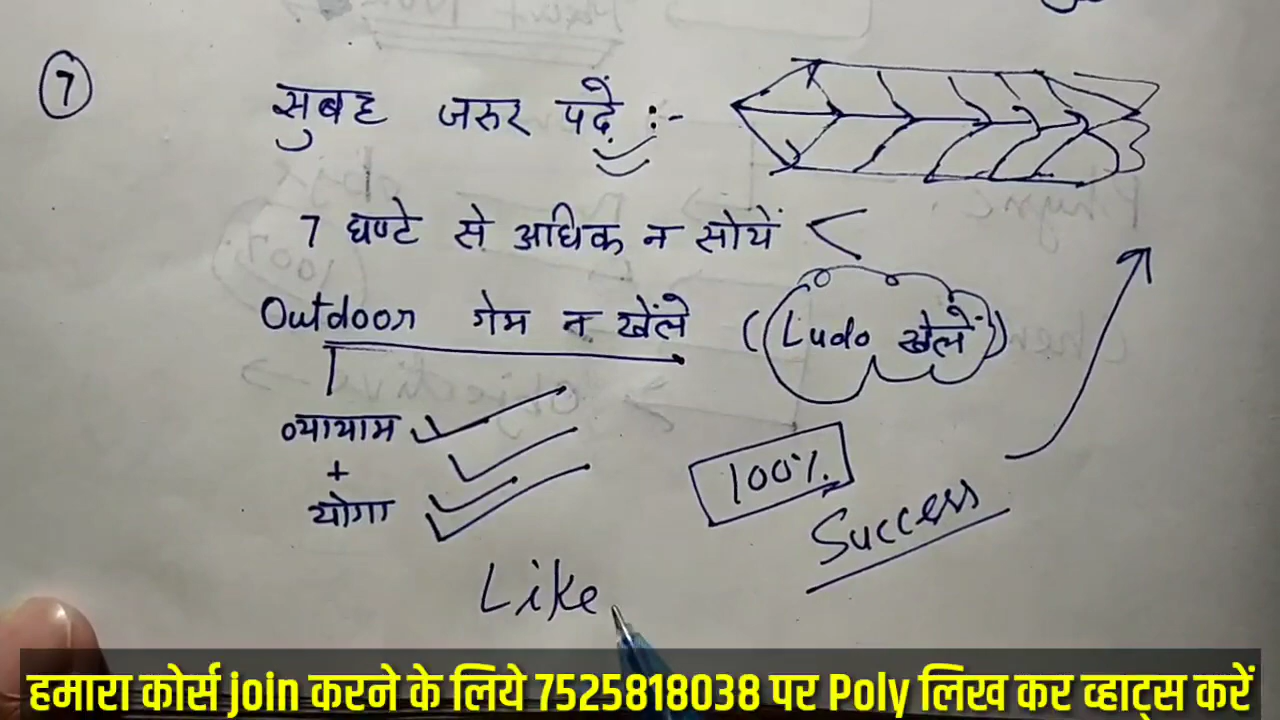 7
सुबह जरुर पढें :-
7 घण्टे से अधिक न सोयें
Outdoor गेम न खेंले (Ludo खेलें)
व्यायाम
+
योगा
100%
Success
Like
हमारा कोर्स join करने के लिये 7525818038 पर Poly लिख कर व्हाट्स करें